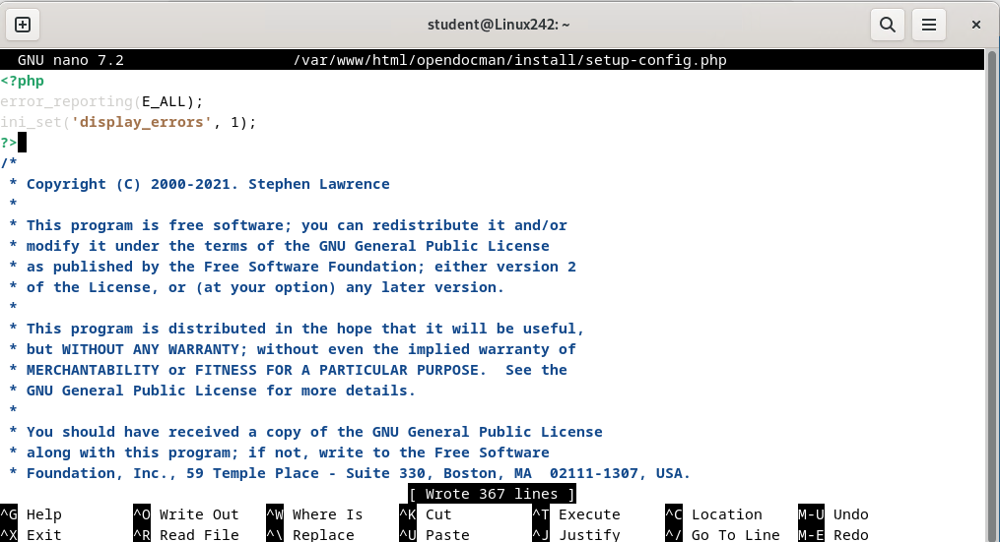 student@Linux242: ~
GNU nano 7.2 /var/www/html/opendocman/install/setup-config.php
<?php
error_reporting(E_ALL);
ini_set('display_errors', 1);
?>
/*
 * Copyright (C) 2000-2021. Stephen Lawrence
 *
 * This program is free software; you can redistribute it and/or
 * modify it under the terms of the GNU General Public License
 * as published by the Free Software Foundation; either version 2
 * of the License, or (at your option) any later version.
 *
 * This program is distributed in the hope that it will be useful,
 * but WITHOUT ANY WARRANTY; without even the implied warranty of
 * MERCHANTABILITY or FITNESS FOR A PARTICULAR PURPOSE.  See the
 * GNU General Public License for more details.
 *
 * You should have received a copy of the GNU General Public License
 * along with this program; if not, write to the Free Software
 * Foundation, Inc., 59 Temple Place - Suite 330, Boston, MA  02111-1307, USA.
[ Wrote 367 lines ]
^G Help ^O Write Out ^W Where Is ^K Cut ^T Execute ^C Location M-U Undo
^X Exit ^R Read File ^\ Replace ^U Paste ^J Justify ^/ Go To Line M-E Redo